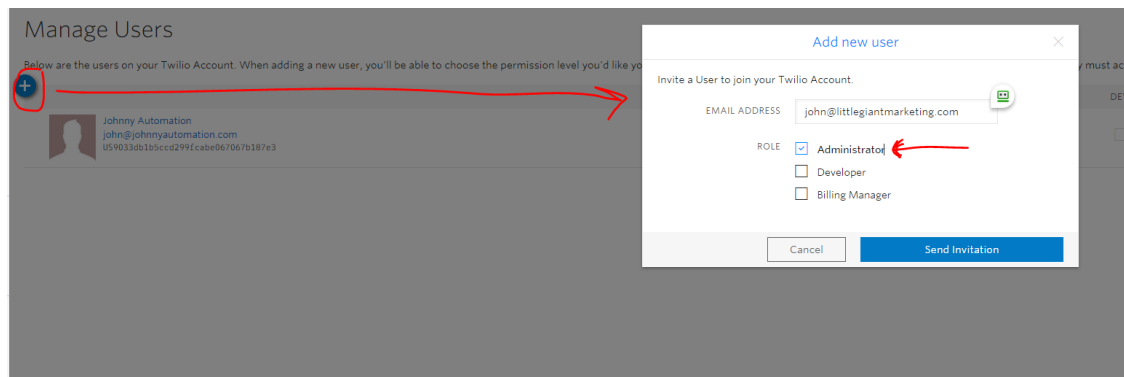 Manage Users
Below are the users on your Twilio Account. When adding a new user, you'll be able to choose the permission level you'd like yo
y must ac
DE
Johnny Automation
john@johnnyautomation.com
US9033db1b5ccd299fcabe067067b187e3
Add new user
Invite a User to join your Twilio Account.
EMAIL ADDRESS
john@littlegiantmarketing.com
ROLE
Administrator
Developer
Billing Manager
Cancel
Send Invitation